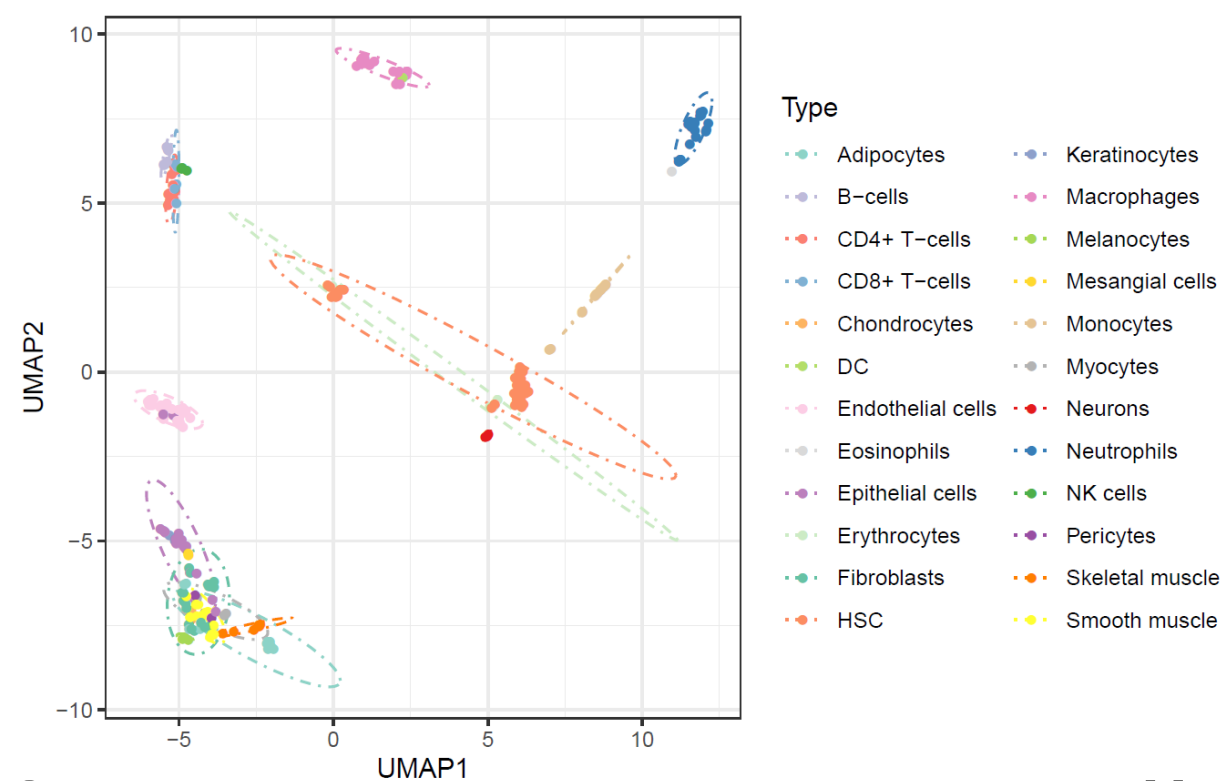 10
5
0
−5
−10
UMAP2
−5
0
5
10
UMAP1
Type
Adipocytes
B−cells
CD4+ T−cells
CD8+ T−cells
Chondrocytes
DC
Endothelial cells
Eosinophils
Epithelial cells
Erythrocytes
Fibroblasts
HSC
Keratinocytes
Macrophages
Melanocytes
Mesangial cells
Monocytes
Myocytes
Neurons
Neutrophils
NK cells
Pericytes
Skeletal muscle
Smooth muscle